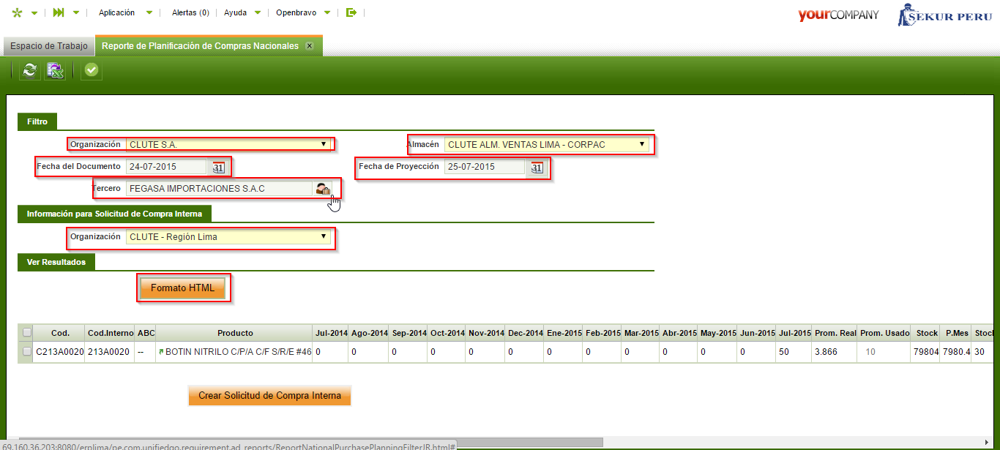 Aplicación Alertas (0) Ayuda Openbravo yourCOMPANY SEKUR PERU
Espacio de Trabajo Reporte de Planificación de Compras Nacionales x
Filtro
Organización CLUTE S.A. Almacén CLUTE ALM. VENTAS LIMA - CORPAC
Fecha del Documento 24-07-2015 31 Fecha de Proyección 25-07-2015 31
Tercero FEGASA IMPORTACIONES S.A.C
Información para Solicitud de Compra Interna
Organización CLUTE - Región Lima
Ver Resultados
Formato HTML
Cod. Cod.Interno ABC Producto Jul-2014 Ago-2014 Sep-2014 Oct-2014 Nov-2014 Dec-2014 Ene-2015 Feb-2015 Mar-2015 Abr-2015 May-2015 Jun-2015 Jul-2015 Prom. Real Prom. Usado Stock P.Mes Stocl
C213A0020 213A0020 -- BOTIN NITRILO C/P/A C/F S/R/E #46 0 0 0 0 0 0 0 0 0 0 0 0 50 3.866 10 79804 7980.4 30
Crear Solicitud de Compra Interna
69.160.36.203:8080/erplima/pe.com.unifiedgo.requirement.ad_reports/ReportNationalPurchasePlanningFilterJR.html#